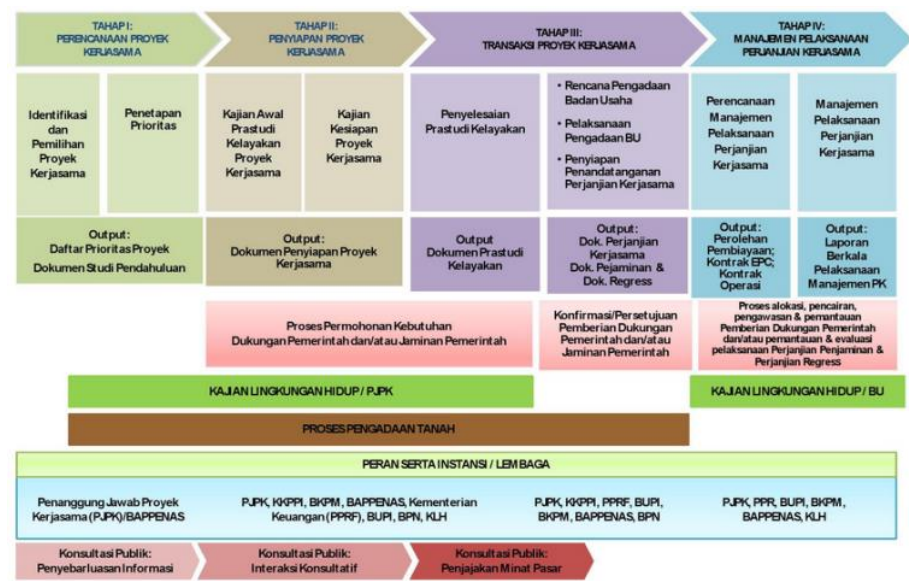 TAHAP I:
PERENCANAAN PROYEK
KERJASAMA
TAHAP II:
PENYIAPAN PROYEK
KERJASAMA
TAHAP III:
TRANSAKSI PROYEK KERJASAMA
TAHAP IV:
MANAJEMEN PELAKSANAAN
PERJANJIAN KERJASAMA
Identifikasi
dan
Pemilihan
Proyek
Kerjasama
Penetapan
Prioritas
Kajian Awal
Prastudi
Kelayakan
Proyek
Kerjasama
Kajian
Kesiapan
Proyek
Kerjasama
Penyelesaian
Prastudi Kelayakan
• Rencana Pengadaan
Badan Usaha
• Pelaksanaan
Pengadaan BU
• Penyiapan
Penandatanganan
Perjanjian Kerjasama
Perencanaan
Manajemen
Pelaksanaan
Perjanjian
Kerjasama
Manajemen
Pelaksanaan
Perjanjian
Kerjasama
Output:
Daftar Prioritas Proyek
Dokumen Studi Pendahuluan
Output:
Dokumen Penyiapan Proyek
Kerjasama
Output
Dokumen Prastudi
Kelayakan
Output:
Dok. Perjanjian
Kerjasama
Dok. Pejaminan &
Dok. Regress
Output:
Perolehan
Pembiayaan;
Kontrak EPC;
Kontrak
Operasi
Output:
Laporan
Berkala
Pelaksanaan
Manajemen PK
Proses Permohonan Kebutuhan
Dukungan Pemerintah dan/atau Jaminan Pemerintah
Konfirmasi/Persetujuan
Pemberian Dukungan
Pemerintah dan/atau
Jaminan Pemerintah
Proses alokasi, pencairan,
pengawasan & pemantauan
Pemberian Dukungan Pemerintah
dan/atau pemantauan & evaluasi
pelaksanaan Perjanjian Penjaminan &
Perjanjian Regress
KAJIAN LINGKUNGAN HIDUP / PJPK
KAJIAN LINGKUNGAN HIDUP / BU
PROSES PENGADAAN TANAH
PERAN SERTA INSTANSI / LEMBAGA
Penanggung Jawab Proyek
Kerjasama (PJPK)/BAPPENAS
PJPK, KKPPI, BKPM, BAPPENAS, Kementerian
Keuangan (PPRF), BUPI, BPN, KLH
PJPK, KKPPI, PPRF, BUPI,
BKPM, BAPPENAS, BPN
PJPK, PPR, BUPI, BKPM,
BAPPENAS, KLH
Konsultasi Publik:
Penyebarluasan Informasi
Konsultasi Publik:
Interaksi Konsultatif
Konsultasi Publik:
Penjajakan Minat Pasar